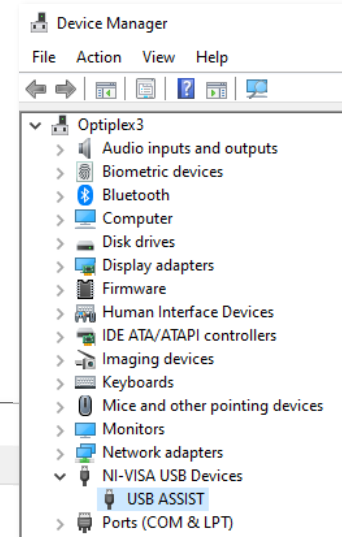 Device Manager
File Action View Help
Optiplex3
Audio inputs and outputs
Biometric devices
Bluetooth
Computer
Disk drives
Display adapters
Firmware
Human Interface Devices
IDE ATA/ATAPI controllers
Imaging devices
Keyboards
Mice and other pointing devices
Monitors
Network adapters
NI-VISA USB Devices
USB ASSIST
Ports (COM & LPT)